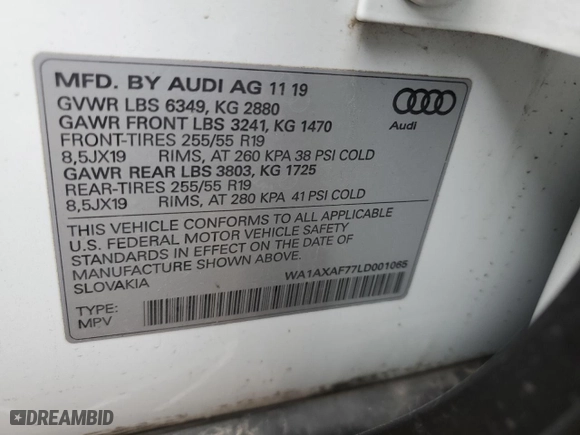 MFD. BY AUDI AG 11 19
GVWR LBS 6349, KG 2880
GAWR FRONT LBS 3241, KG 1470
FRONT-TIRES 255/55 R19
8,5JX19 RIMS, AT 260 KPA 38 PSI COLD
GAWR REAR LBS 3803, KG 1725
REAR-TIRES 255/55 R19
8,5JX19 RIMS, AT 280 KPA 41 PSI COLD
Audi
THIS VEHICLE CONFORMS TO ALL APPLICABLE
U.S. FEDERAL MOTOR VEHICLE SAFETY
STANDARDS IN EFFECT ON THE DATE OF
MANUFACTURE SHOWN ABOVE.
SLOVAKIA
WA1AXAF77LD001065
TYPE:
MPV
DREAMBID